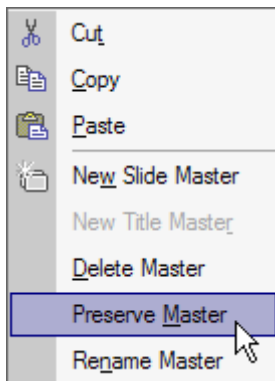 Cut
Copy
Paste
New Slide Master
New Title Master
Delete Master
Preserve Master
Rename Master